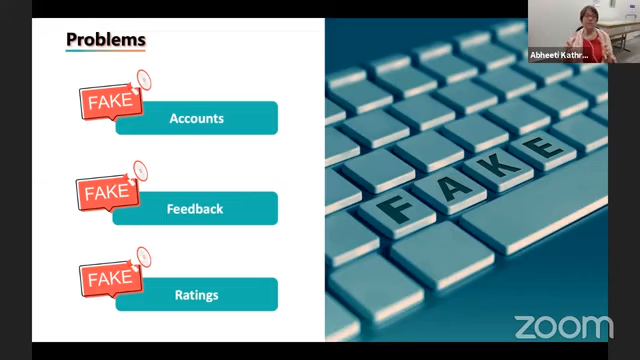 Problems
Abheeti Kathr...
FAKE
Accounts
FAKE
Feedback
FAKE
Ratings
FAKE
zoom